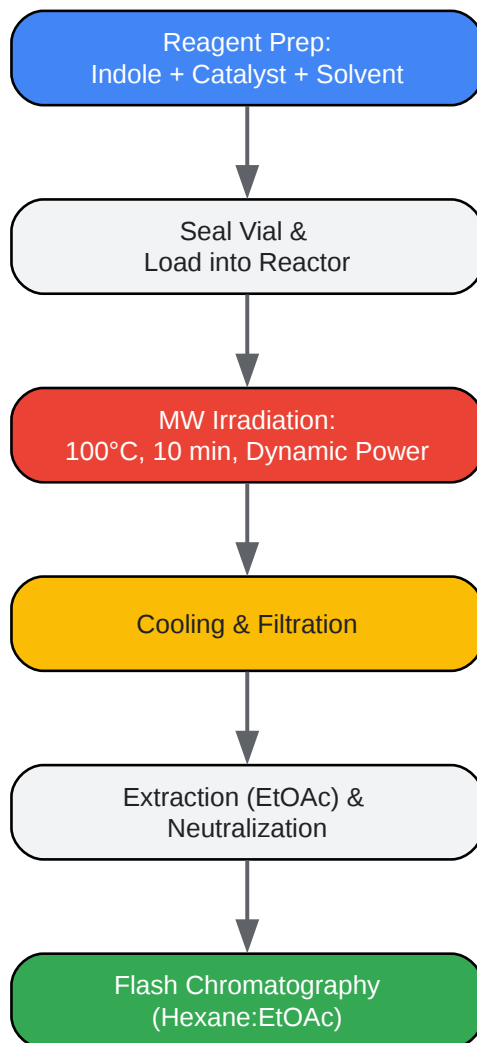 Reagent Prep:
Indole + Catalyst + Solvent
Seal Vial &
Load into Reactor
MW Irradiation:
100°C, 10 min, Dynamic Power
Cooling & Filtration
Extraction (EtOAc) &
Neutralization
Flash Chromatography
(Hexane:EtOAc)